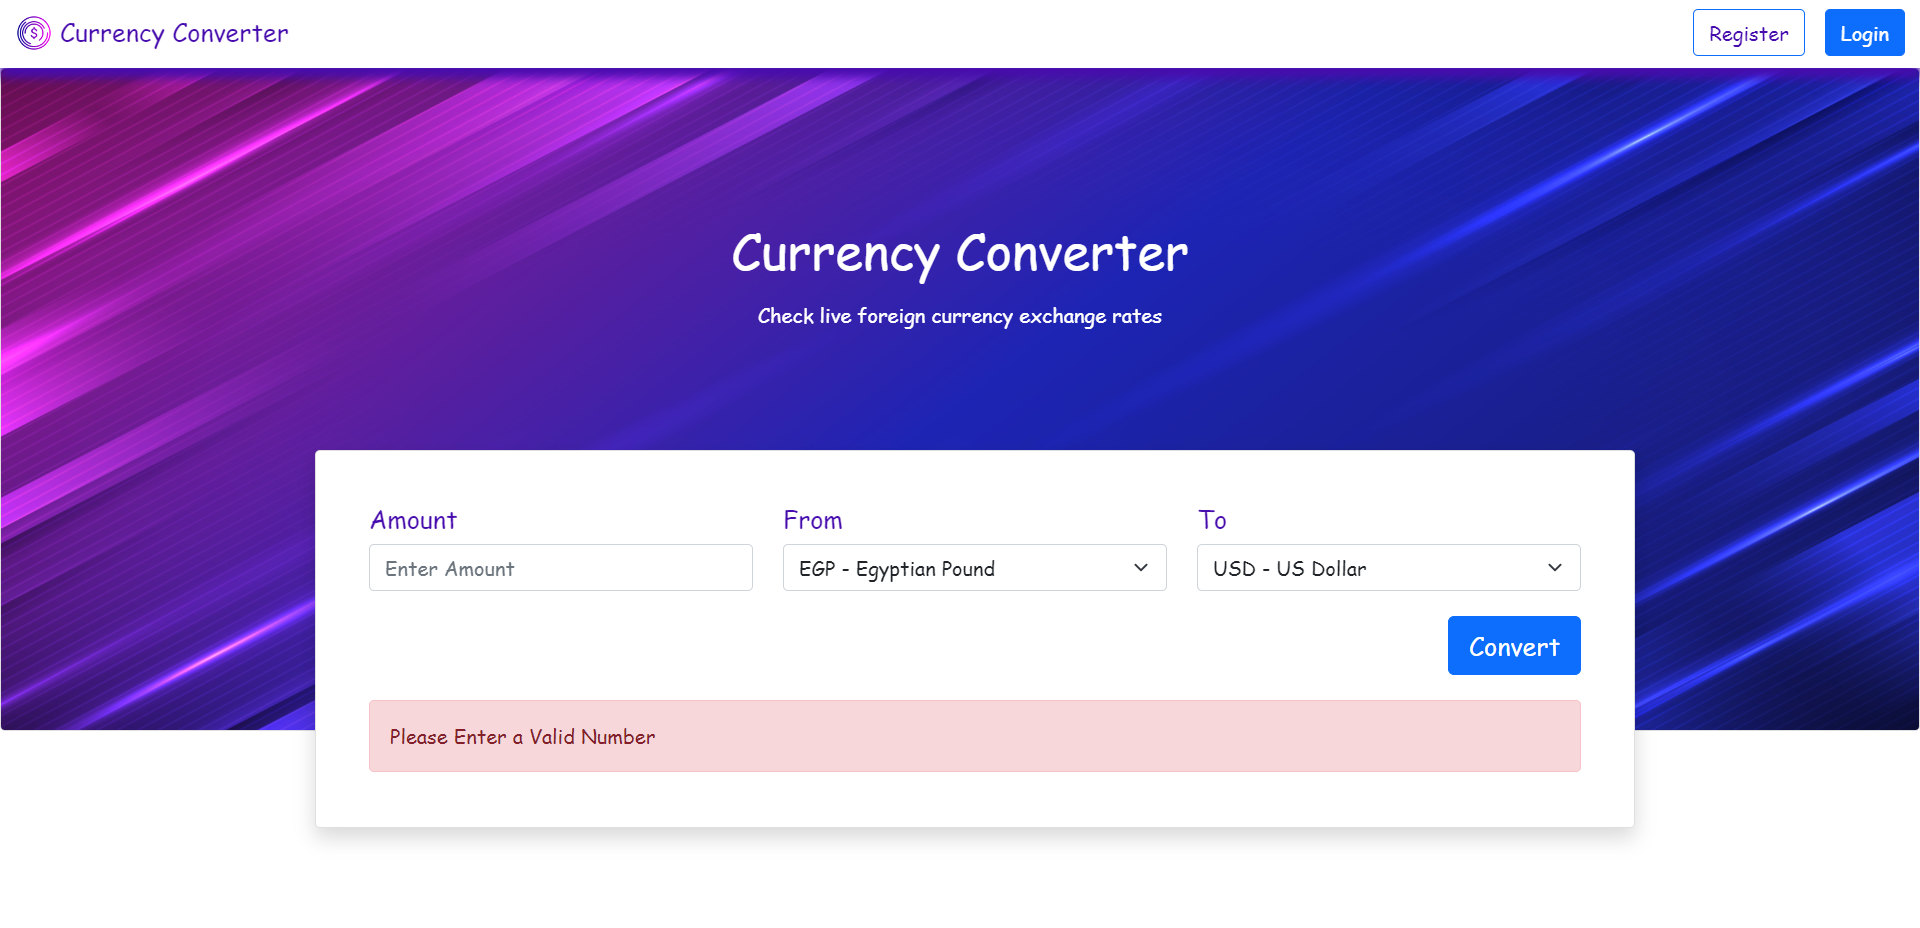 Currency Converter
Register
Login
Currency Converter
Check live foreign currency exchange rates
Amount
From
To
Enter Amount
EGP - Egyptian Pound
USD - US Dollar
Convert
Please Enter a Valid Number